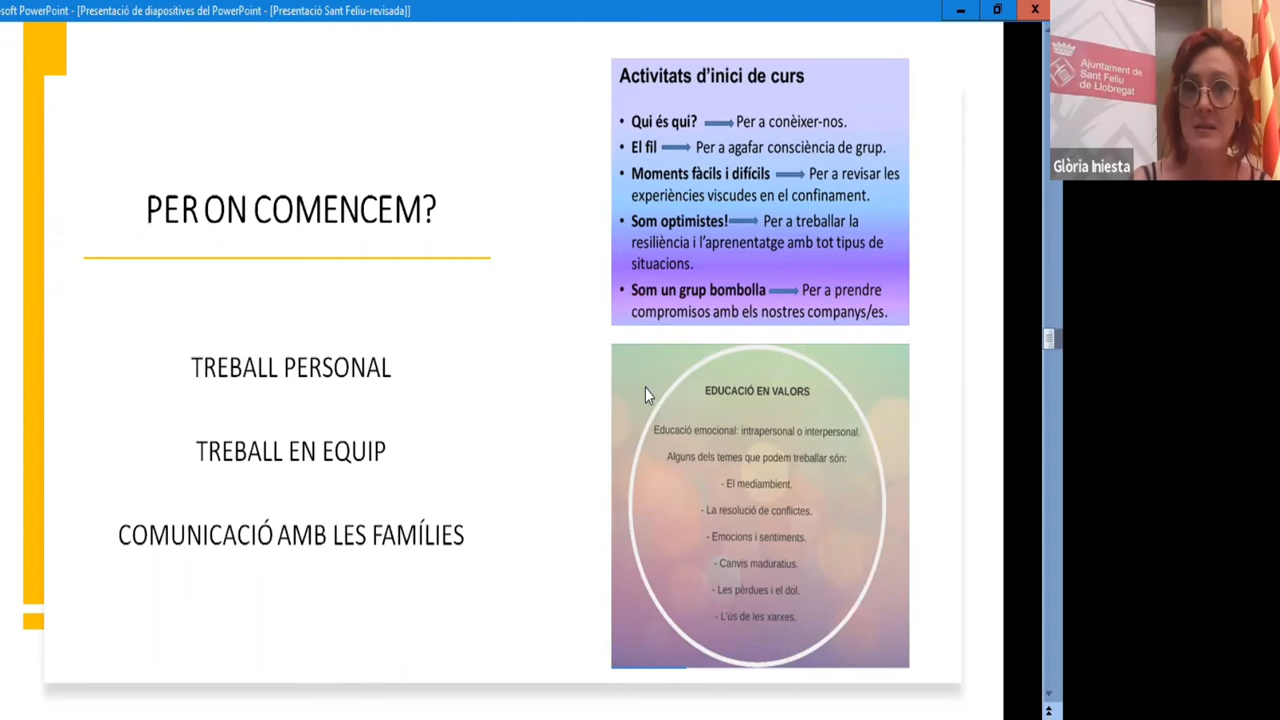 soft PowerPoint - [Presentació de diapositives del PowerPoint - [Presentació Sant Feliu-revisada]]
PER ON COMENCEM?
TREBALL PERSONAL
TREBALL EN EQUIP
COMUNICACIÓ AMB LES FAMÍLIES
Activitats d'inici de curs
• Qui és qui? Per a conèixer-nos.
• El fil Per a agafar consciència de grup.
• Moments fàcils i difícils Per a revisar les
experiències viscudes en el confinament.
• Som optimistes! Per a treballar la
resiliència i l'aprenentatge amb tot tipus de
situacions.
• Som un grup bombolla Per a prendre
compromisos amb els nostres companys/es.
EDUCACIÓ EN VALORS
Educació emocional: intrapersonal o interpersonal.
Alguns dels temes que podem treballar són:
- El mediambient.
- La resolució de conflictes.
- Emocions i sentiments.
- Canvis maduratius.
- Les pèrdues i el dol.
- L'ús de les xarxes.
Ajuntament de
Sant Feliu
de Llobregat
Glòria Iniesta